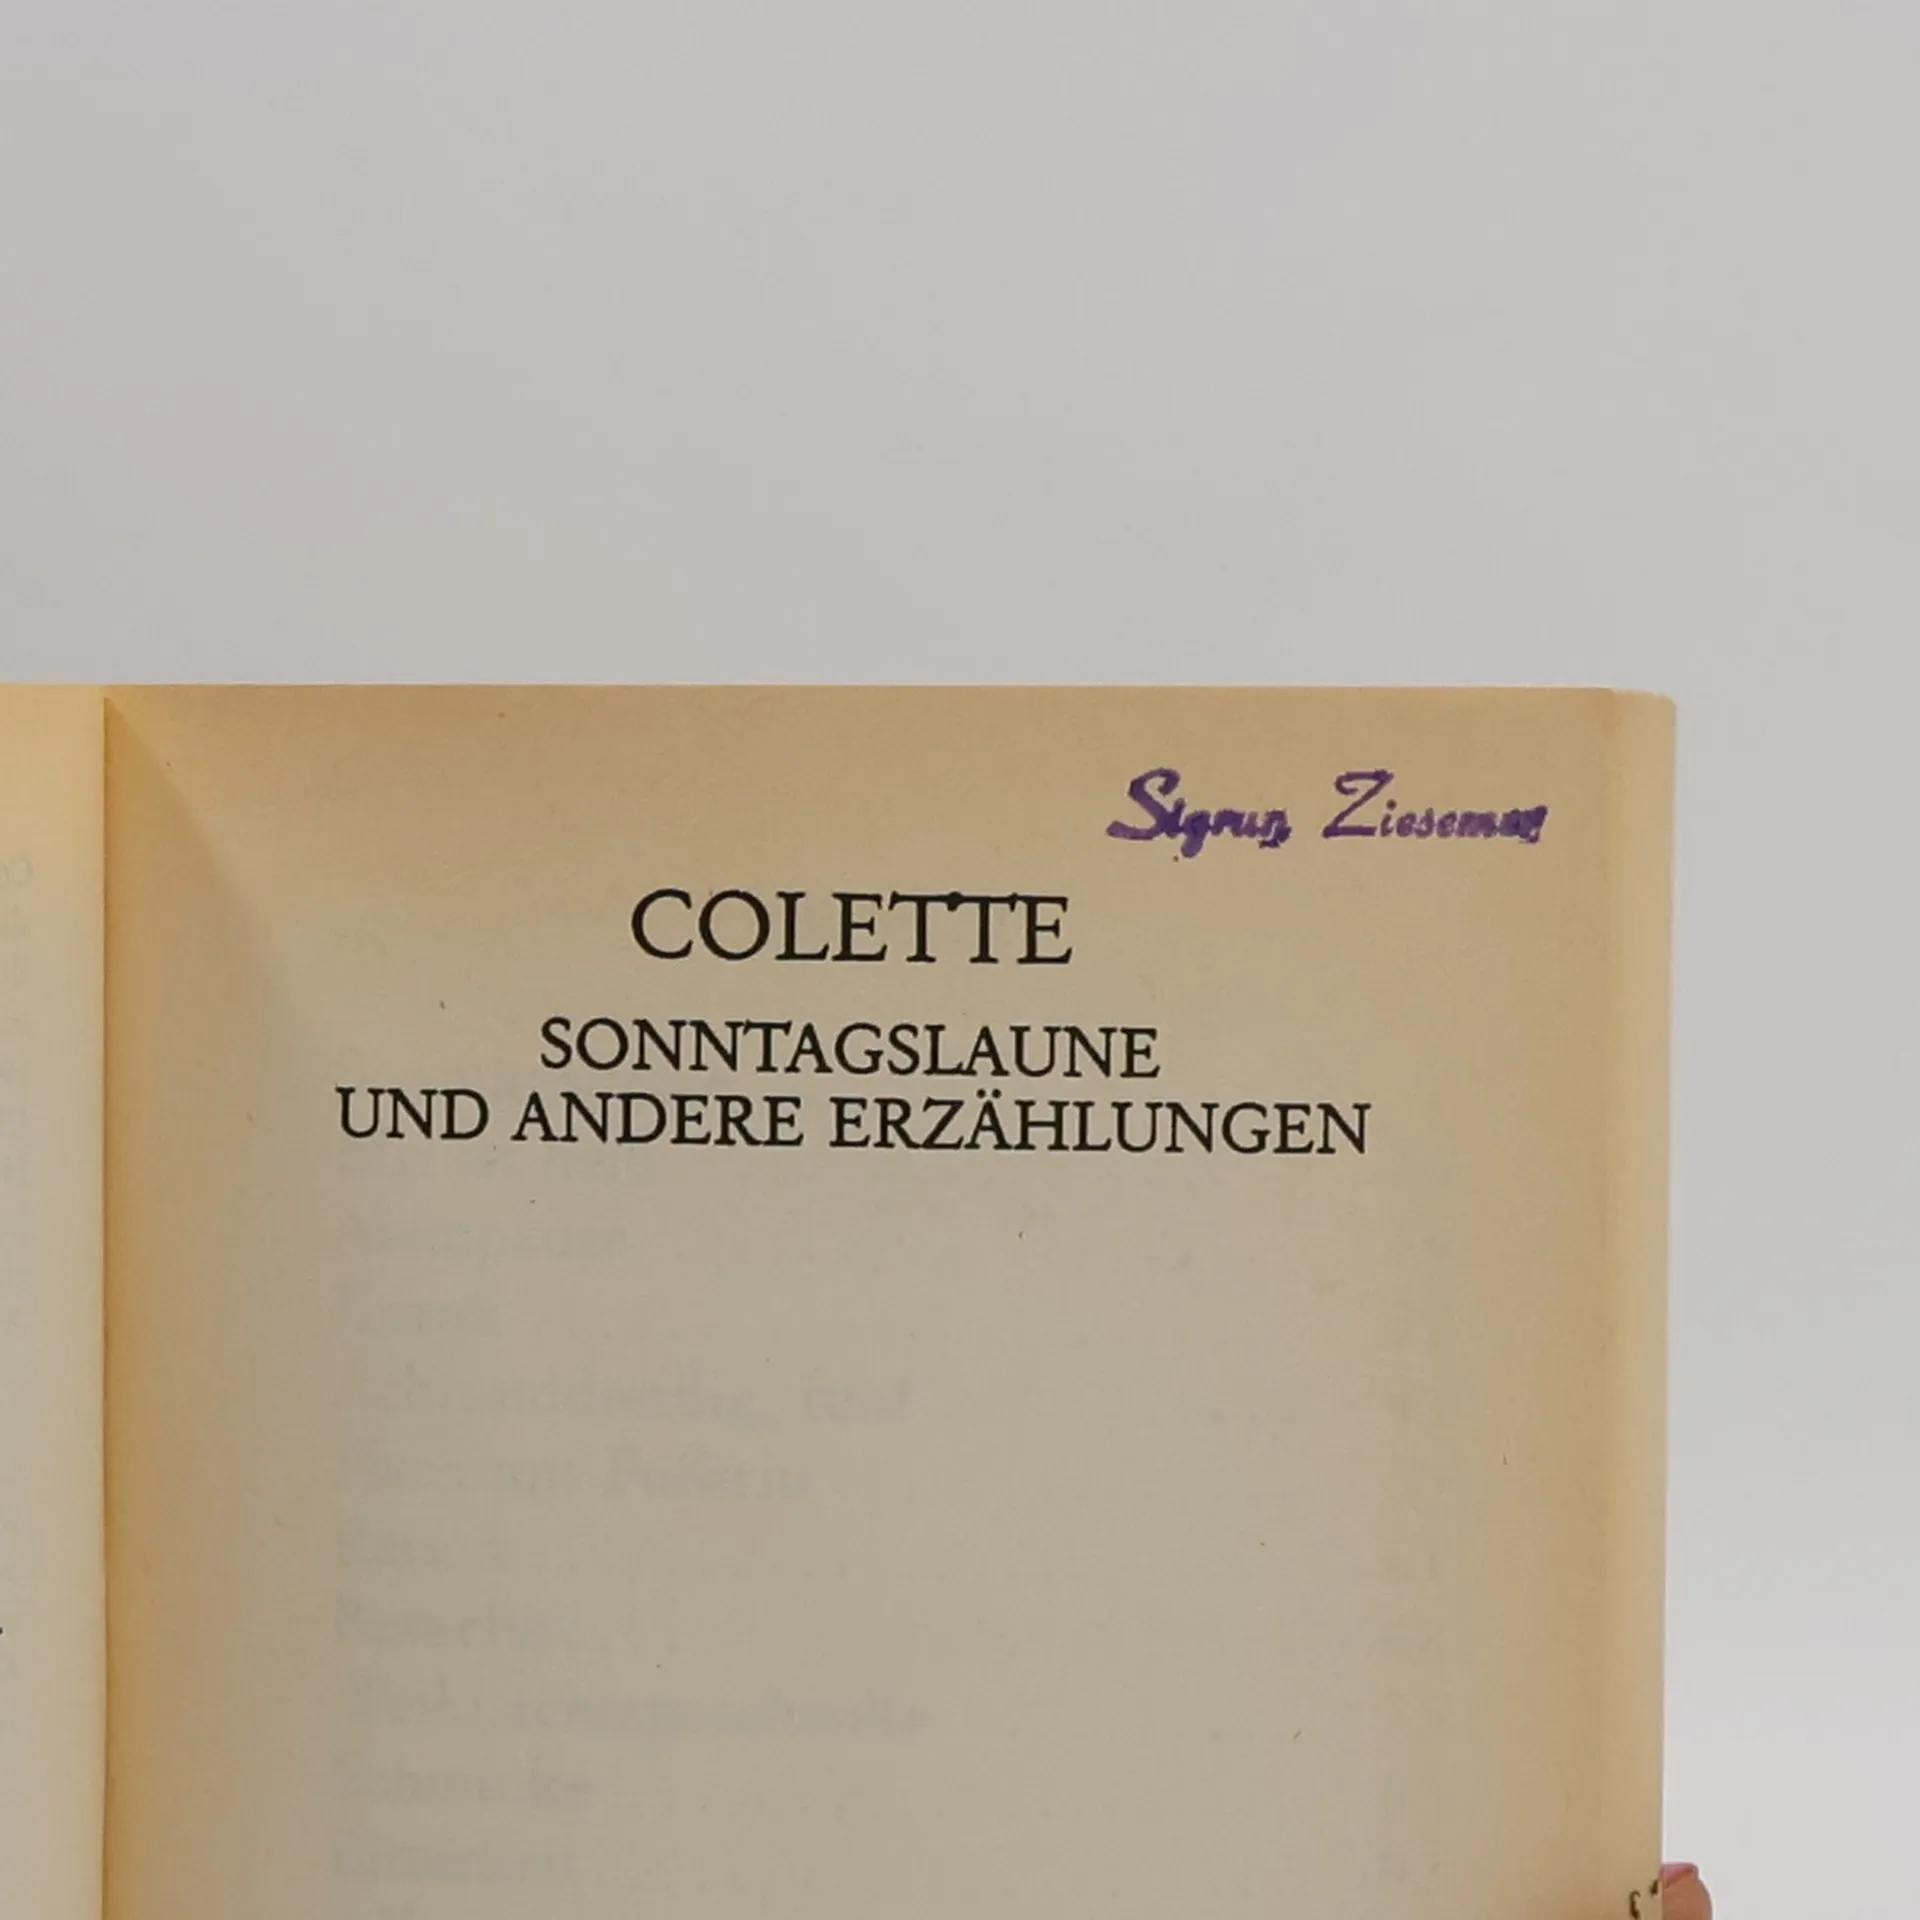 Sigrun Ziesemer
COLETTE
SONNTAGSLAUNE
UND ANDERE ERZÄHLUNGEN